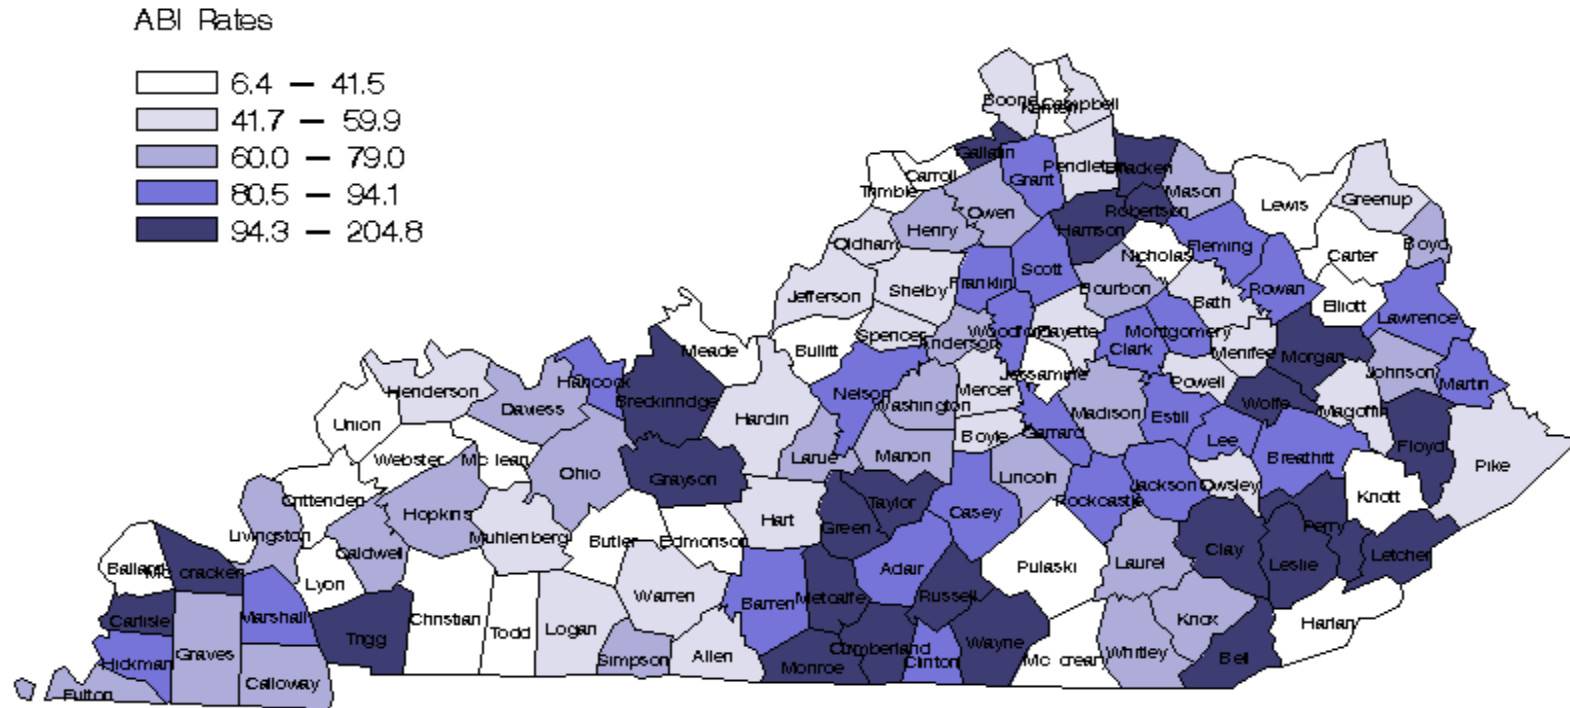 ABI Rates
6.4 – 41.5
41.7 – 59.9
60.0 – 79.0
80.5 – 94.1
94.3 – 204.8
Boone
Kenton
Campbell
Gallatin
Grant
Pendleton
Bracken
Mason
Lewis
Greenup
Carroll
Trimble
Owen
Henry
Robertson
Harrison
Fleming
Nicholas
Carter
Boyd
Oldham
Scott
Franklin
Bourbon
Rowan
Bath
Elliott
Lawrence
Jefferson
Shelby
Spencer
Anderson
Woodford
Fayette
Clark
Montgomery
Menifee
Morgan
Johnson
Martin
Meade
Bullitt
Jessamine
Powell
Wolfe
Magoffin
Floyd
Pike
Henderson
Daviess
Hancock
Breckinridge
Hardin
Nelson
Washington
Mercer
Boyle
Garrard
Madison
Estill
Lee
Breathitt
Union
Webster
Mc lean
Ohio
Grayson
Larue
Marion
Lincoln
Rockcastle
Jackson
Owsley
Knott
Crittenden
Hopkins
Muhlenberg
Butler
Edmonson
Hart
Green
Taylor
Casey
Perry
Letcher
Livingston
Caldwell
Lyon
Ballard
Mc cracken
Warren
Barren
Metcalfe
Adair
Russell
Pulaski
Laurel
Clay
Leslie
Carlisle
Marshall
Trigg
Christian
Todd
Logan
Simpson
Allen
Monroe
Cumberland
Clinton
Wayne
Mc crean
Whitley
Knox
Bell
Harlan
Hickman
Graves
Fulton
Calloway